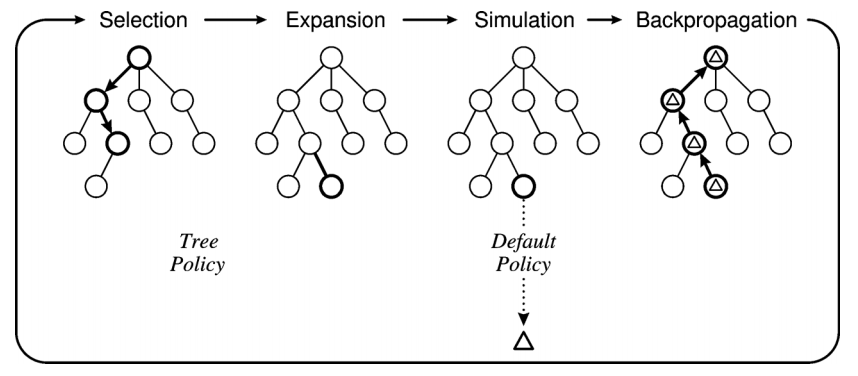 Selection Expansion Simulation Backpropagation
Tree
Policy
Default
Policy